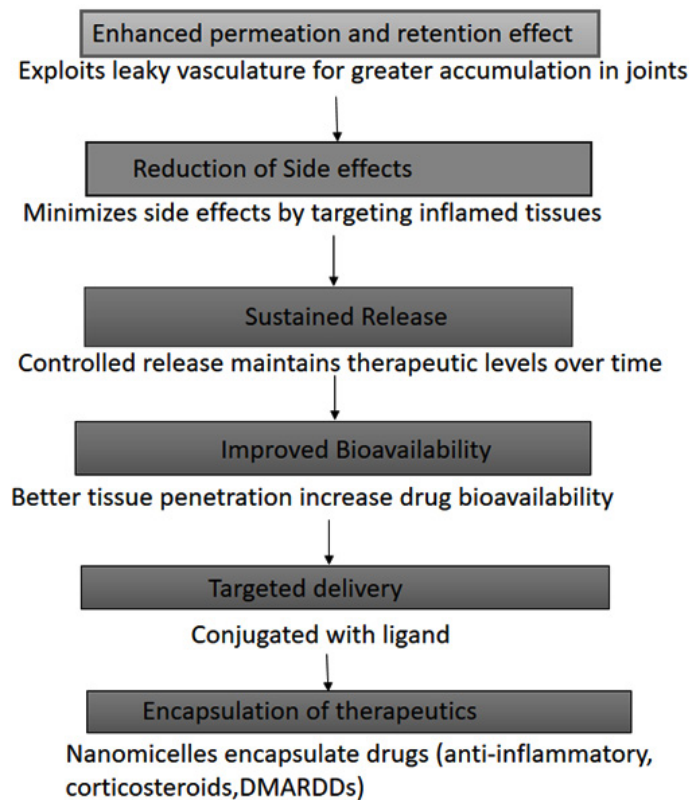 Enhanced permeation and retention effect
Exploits leaky vasculature for greater accumulation in joints
Reduction of Side effects
Minimizes side effects by targeting inflamed tissues
Sustained Release
Controlled release maintains therapeutic levels over time
Improved Bioavailability
Better tissue penetration increase drug bioavailability
Targeted delivery
Conjugated with ligand
Encapsulation of therapeutics
Nanomicelles encapsulate drugs (anti-inflammatory,
corticosteroids,DMARDDs)